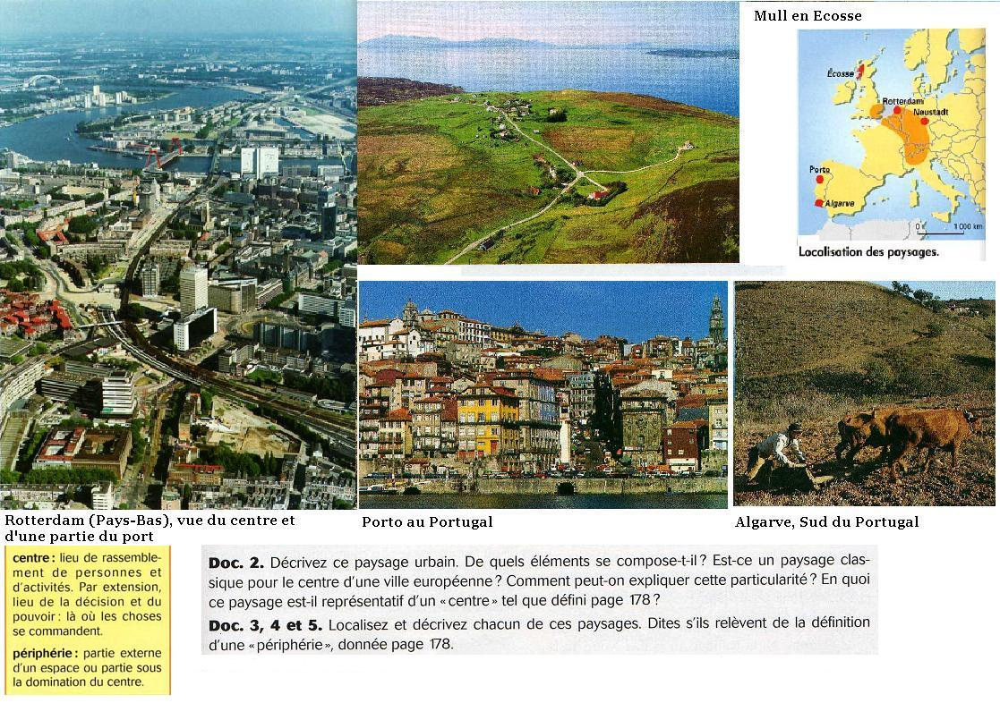 Mull en Ecosse
Écosse
Rotterdam
Neustadt
Porto
Algarve
0 1 000 km
Localisation des paysages.
Rotterdam (Pays-Bas), vue du centre et
d'une partie du port
Porto au Portugal
Algarve, Sud du Portugal
centre : lieu de rassemble-
ment de personnes et
d'activités. Par extension,
lieu de la décision et du
pouvoir : là où les choses
se commandent.
périphérie : partie externe
d'un espace ou partie sous
la domination du centre.
Doc. 2. Décrivez ce paysage urbain. De quels éléments se compose-t-il ? Est-ce un paysage clas-
sique pour le centre d'une ville européenne ? Comment peut-on expliquer cette particularité ? En quoi
ce paysage est-il représentatif d'un « centre » tel que défini page 178 ?
Doc. 3, 4 et 5. Localisez et décrivez chacun de ces paysages. Dites s'ils relèvent de la définition
d'une « périphérie », donnée page 178.